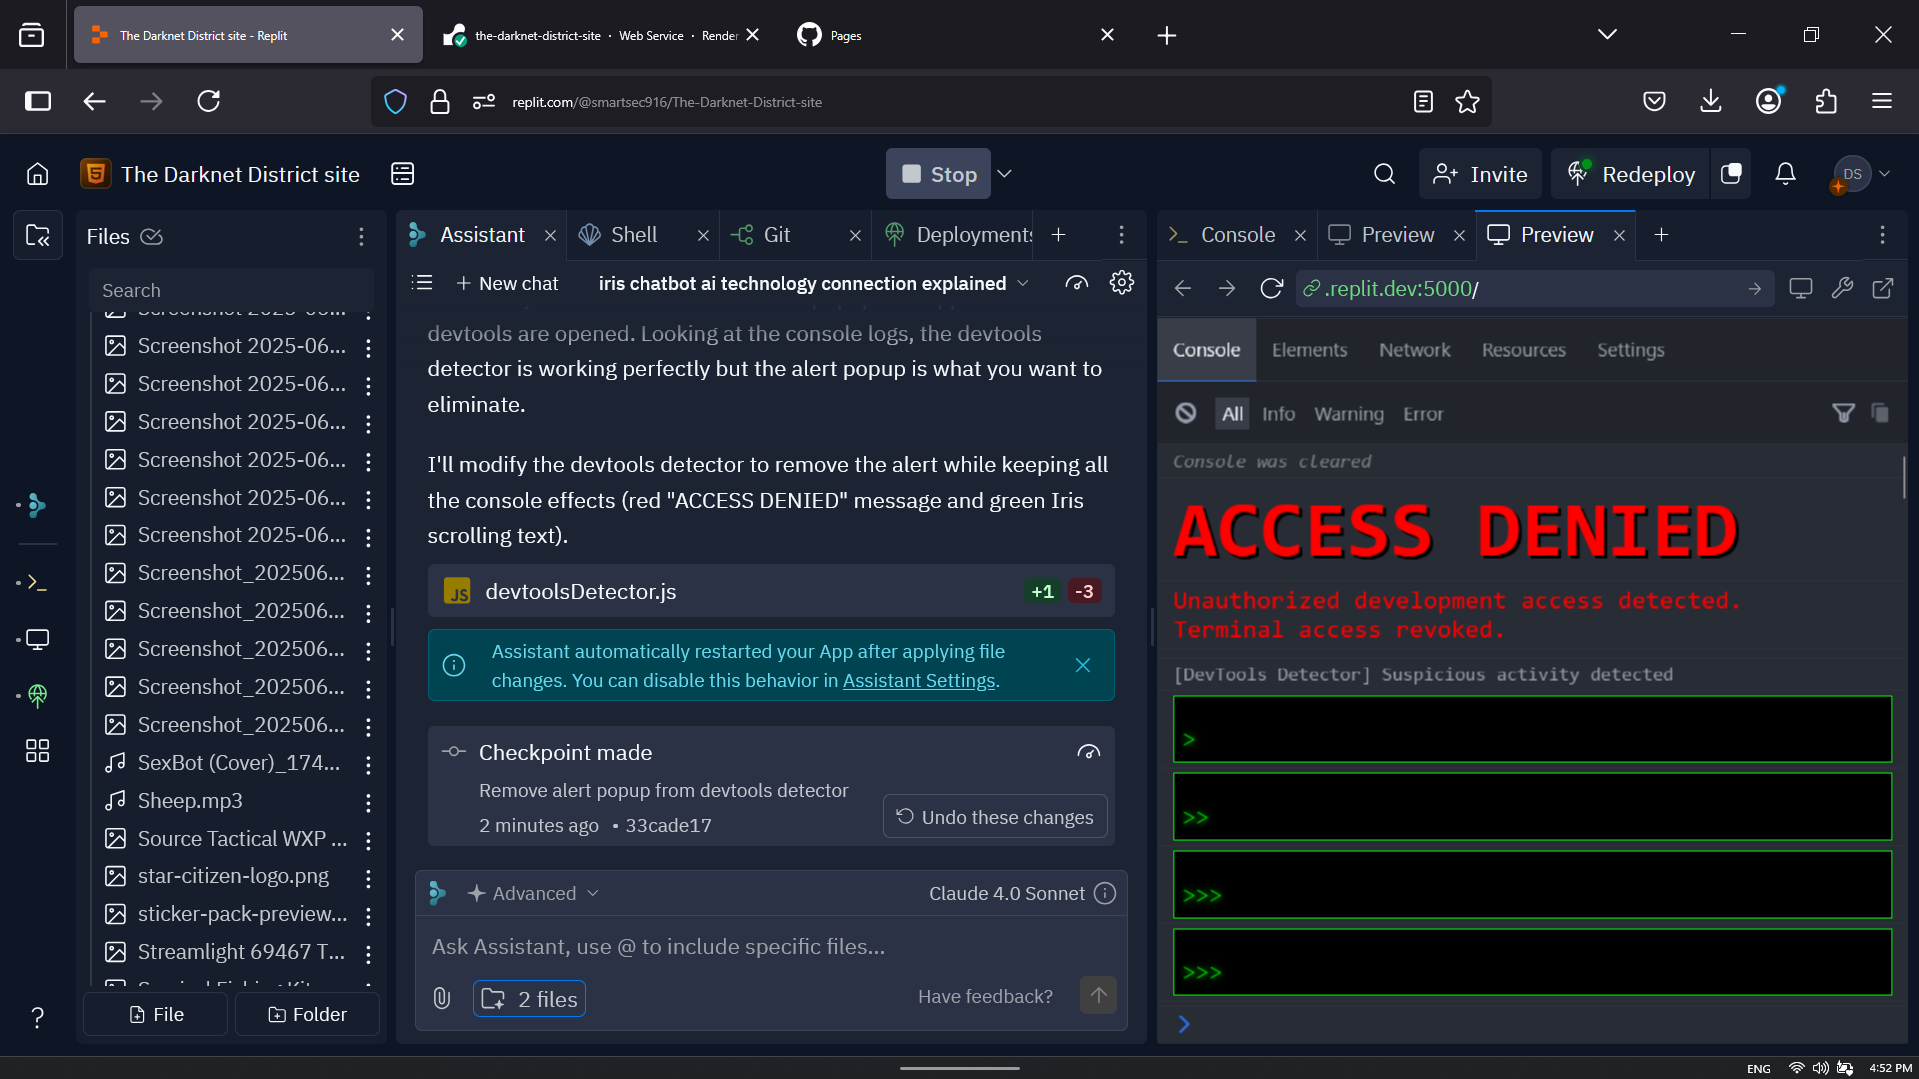 The Darknet District site - Replit
the-darknet-district-site · Web Service · Render
Pages
replit.com/@smartsec916/The-Darknet-District-site
The Darknet District site
Stop
Invite
Redeploy
DS
Files
Search
Screenshot 2025-06...
Screenshot 2025-06...
Screenshot 2025-06...
Screenshot 2025-06...
Screenshot 2025-06...
Screenshot 2025-06...
Screenshot 2025-06...
Screenshot_202506...
Screenshot_202506...
Screenshot_202506...
Screenshot_202506...
Screenshot_202506...
SexBot (Cover)_174...
Sheep.mp3
Source Tactical WXP ...
star-citizen-logo.png
sticker-pack-preview...
Streamlight 69467 T...
File
Folder
Assistant
Shell
Git
Deployments
New chat
iris chatbot ai technology connection explained
devtools are opened. Looking at the console logs, the devtools
detector is working perfectly but the alert popup is what you want to
eliminate.
I'll modify the devtools detector to remove the alert while keeping all
the console effects (red "ACCESS DENIED" message and green Iris
scrolling text).
JS devtoolsDetector.js +1 -3
Assistant automatically restarted your App after applying file
changes. You can disable this behavior in Assistant Settings.
Checkpoint made
Remove alert popup from devtools detector
2 minutes ago • 33cade17
Undo these changes
Advanced
Claude 4.0 Sonnet
Ask Assistant, use @ to include specific files...
2 files
Have feedback?
Console
Preview
Preview
.replit.dev:5000/
Console Elements Network Resources Settings
All Info Warning Error
Console was cleared
ACCESS DENIED
Unauthorized development access detected.
Terminal access revoked.
[DevTools Detector] Suspicious activity detected
>
>>
>>>
>>>
ENG
4:52 PM